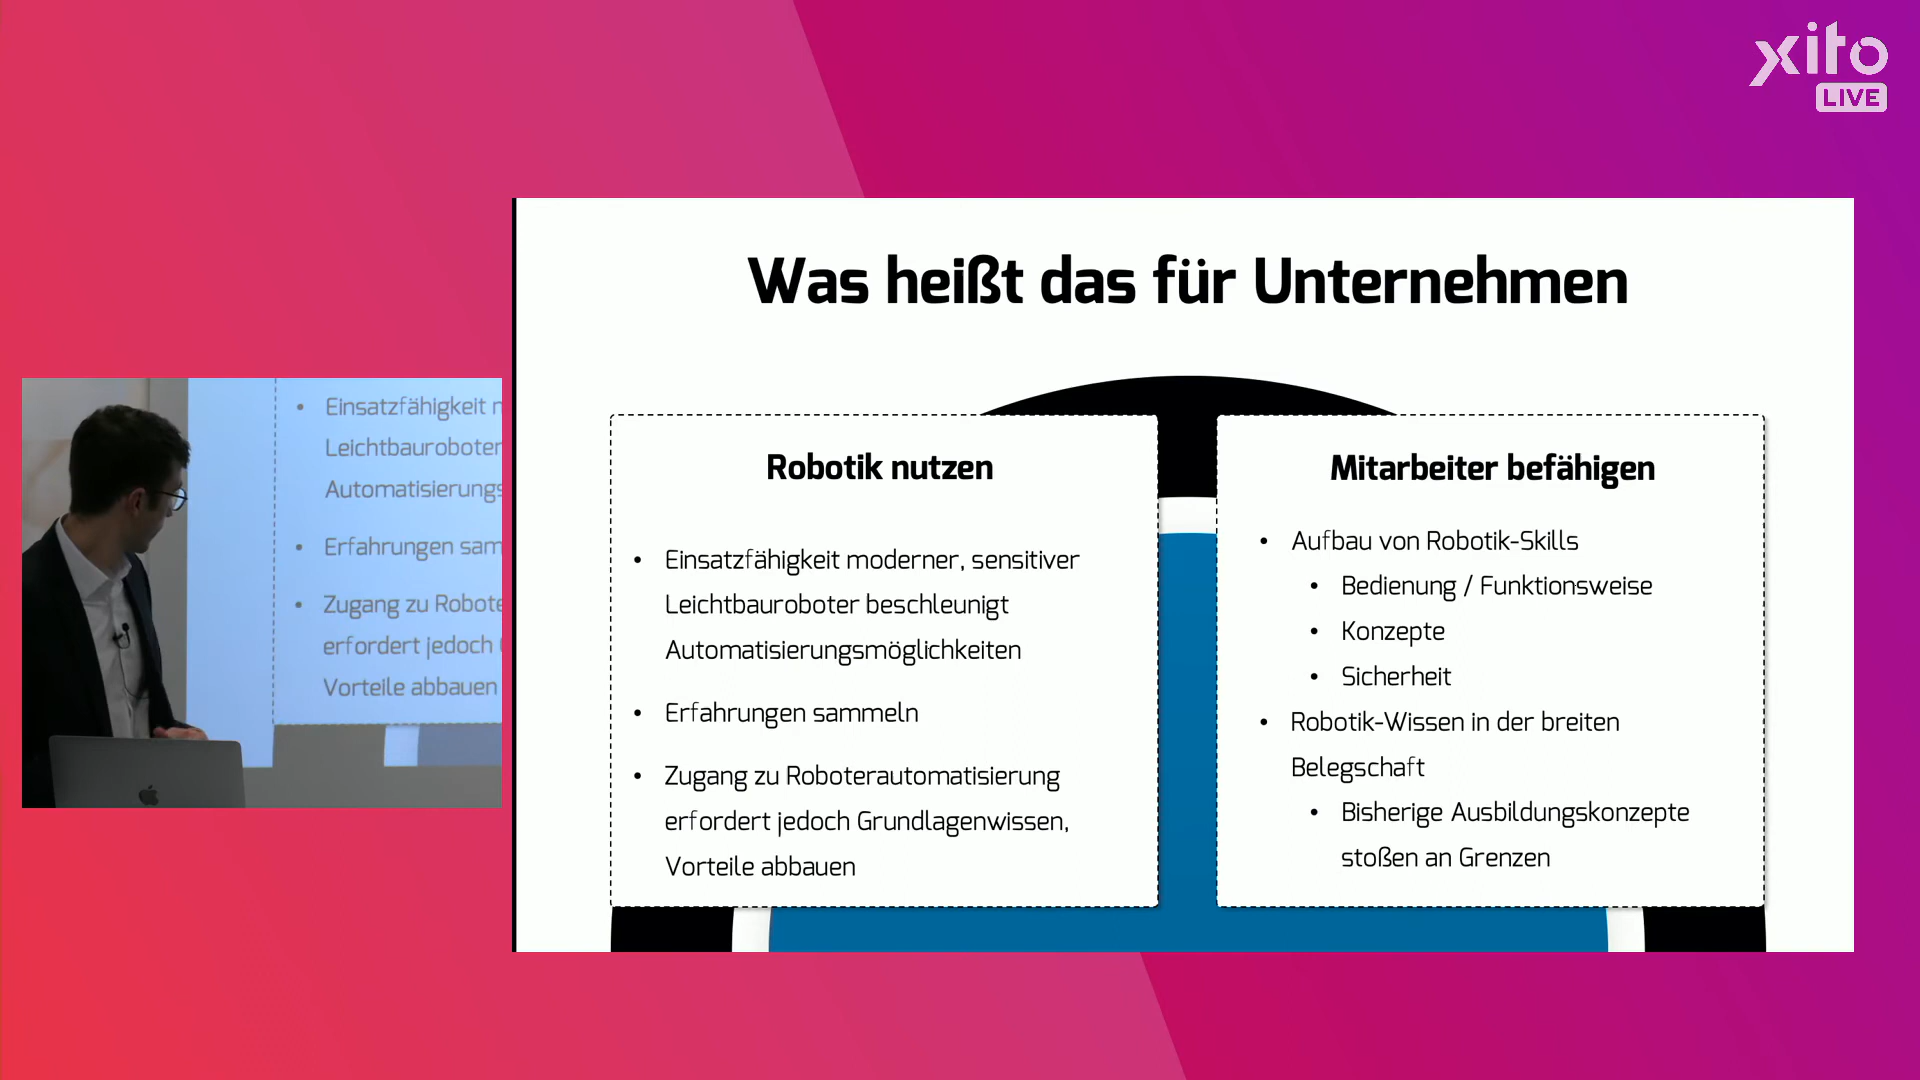 xito
LIVE
Was heißt das für Unternehmen
Robotik nutzen
• Einsatzfähigkeit moderner, sensitiver
Leichtbauroboter beschleunigt
Automatisierungsmöglichkeiten
• Erfahrungen sammeln
• Zugang zu Roboterautomatisierung
erfordert jedoch Grundlagenwissen,
Vorteile abbauen
Mitarbeiter befähigen
• Aufbau von Robotik-Skills
• Bedienung / Funktionsweise
• Konzepte
• Sicherheit
• Robotik-Wissen in der breiten
Belegschaft
• Bisherige Ausbildungskonzepte
stoßen an Grenzen
• Einsatzfähigkeit
Leichtbauroboter
Automatisierungs
• Erfahrungen sam
• Zugang zu Robote
erfordert jedoch
Vorteile abbauen